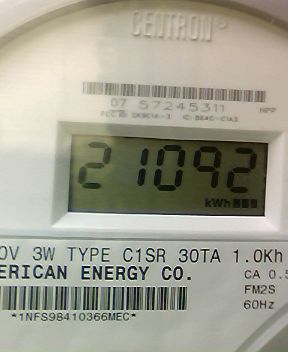 CENTRON®
07 57245311
HPP
21092
kWh
0V 3W TYPE C1SR 30TA 1.0Kh
ERICAN ENERGY CO.
CA 0.5
FM2S
60Hz
*1NFS98410366MEC*